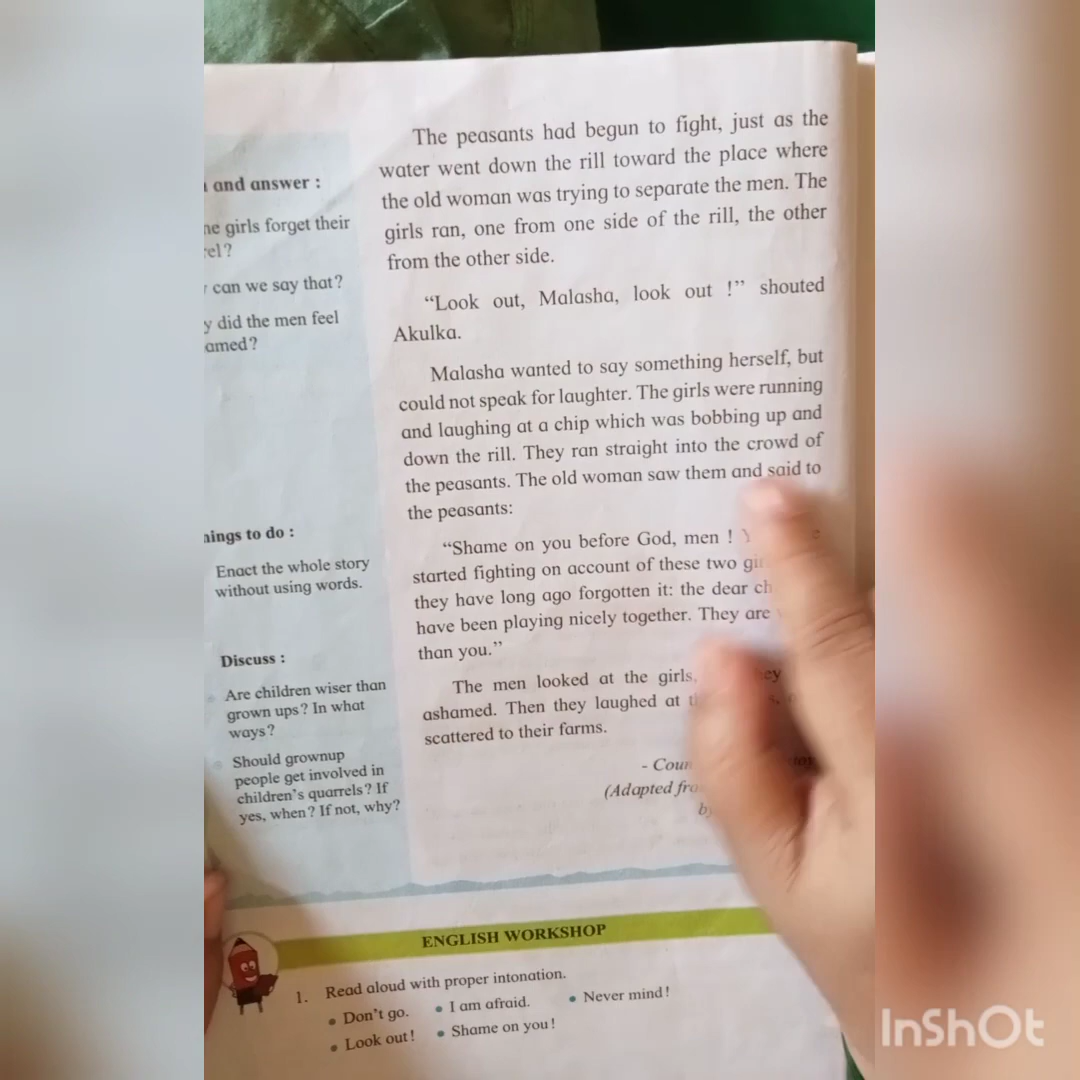 and answer :
girls forget their
can we say that?
did the men feel
Things to do :
Enact the whole story
without using words.
Discuss :
Are children wiser than
grown ups? In what
ways?
Should grownup
people get involved in
children's quarrels? If
yes, when? If not, why?
The peasants had begun to fight, just as the
water went down the rill toward the place where
the old woman was trying to separate the men. The
girls ran, one from one side of the rill, the other
from the other side.
“Look out, Malasha, look out !” shouted
Akulka.
Malasha wanted to say something herself, but
could not speak for laughter. The girls were running
and laughing at a chip which was bobbing up and
down the rill. They ran straight into the crowd of
the peasants. The old woman saw them and said to
the peasants:
“Shame on you before God, men !
started fighting on account of these two
they have long ago forgotten it: the dear
have been playing nicely together. They are
than you.”
The men looked at the girls,
ashamed. Then they laughed at
scattered to their farms.
-
(Adapted
ENGLISH WORKSHOP
1. Read aloud with proper intonation.
• Don't go. • I am afraid. • Never mind!
• Look out! • Shame on you!
InShOt